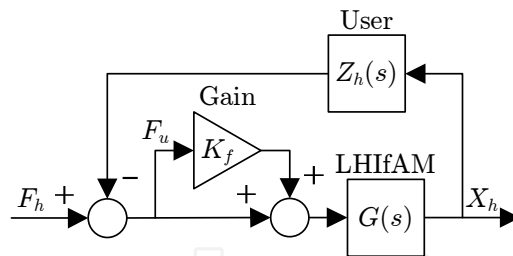 User
Z_h(s)
Gain
F_u
K_f
LHIfAM
F_h
+
−
+
+
G(s)
X_h